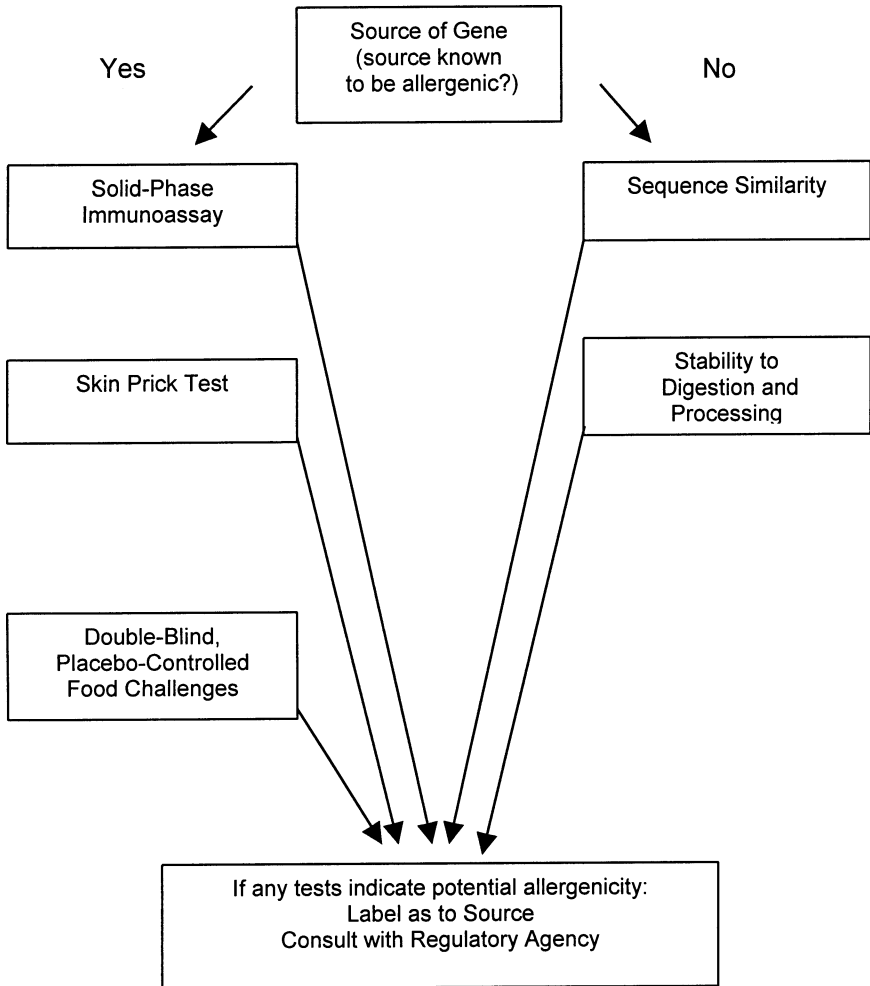 Source of Gene
(source known
to be allergenic?)
Yes
No
Solid-Phase
Immunoassay
Sequence Similarity
Skin Prick Test
Stability to
Digestion and
Processing
Double-Blind,
Placebo-Controlled
Food Challenges
If any tests indicate potential allergenicity:
Label as to Source
Consult with Regulatory Agency